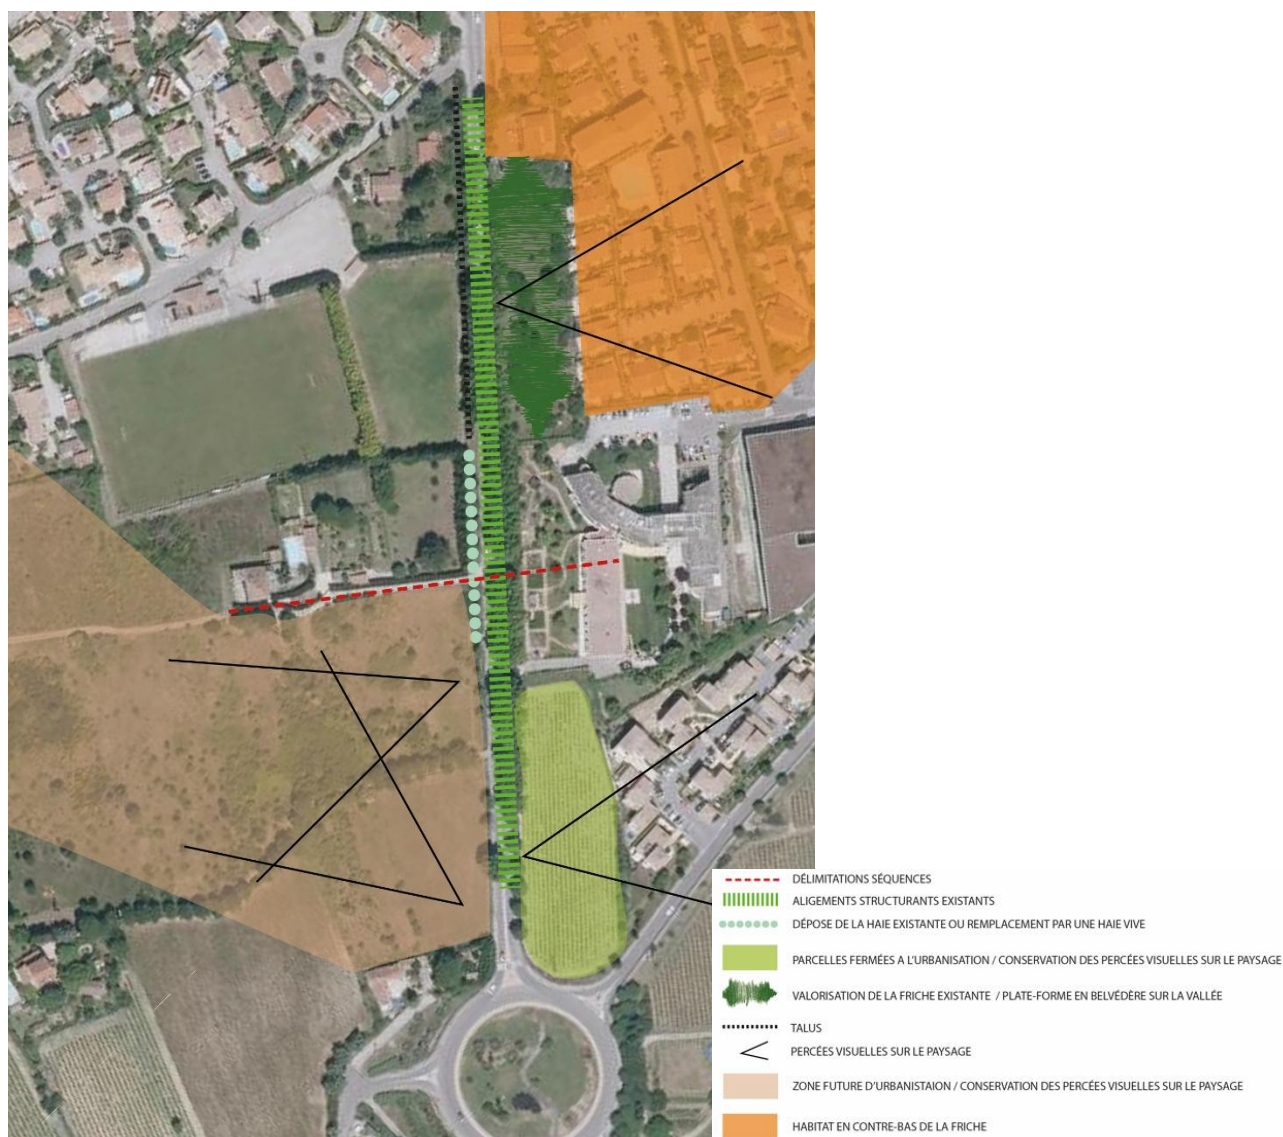 DÉLIMITATIONS SÉQUENCES
ALIGEMENTS STRUCTURANTS EXISTANTS
DÉPOSE DE LA HAIE EXISTANTE OU REMPLACEMENT PAR UNE HAIE VIVE
PARCELLES FERMÉES A L'URBANISATION / CONSERVATION DES PERCÉES VISUELLES SUR LE PAYSAGE
VALORISATION DE LA FRICHE EXISTANTE / PLATE-FORME EN BELVÉDÈRE SUR LA VALLÉE
TALUS
PERCÉES VISUELLES SUR LE PAYSAGE
ZONE FUTURE D'URBANISTAION / CONSERVATION DES PERCÉES VISUELLES SUR LE PAYSAGE
HABITAT EN CONTRE-BAS DE LA FRICHE